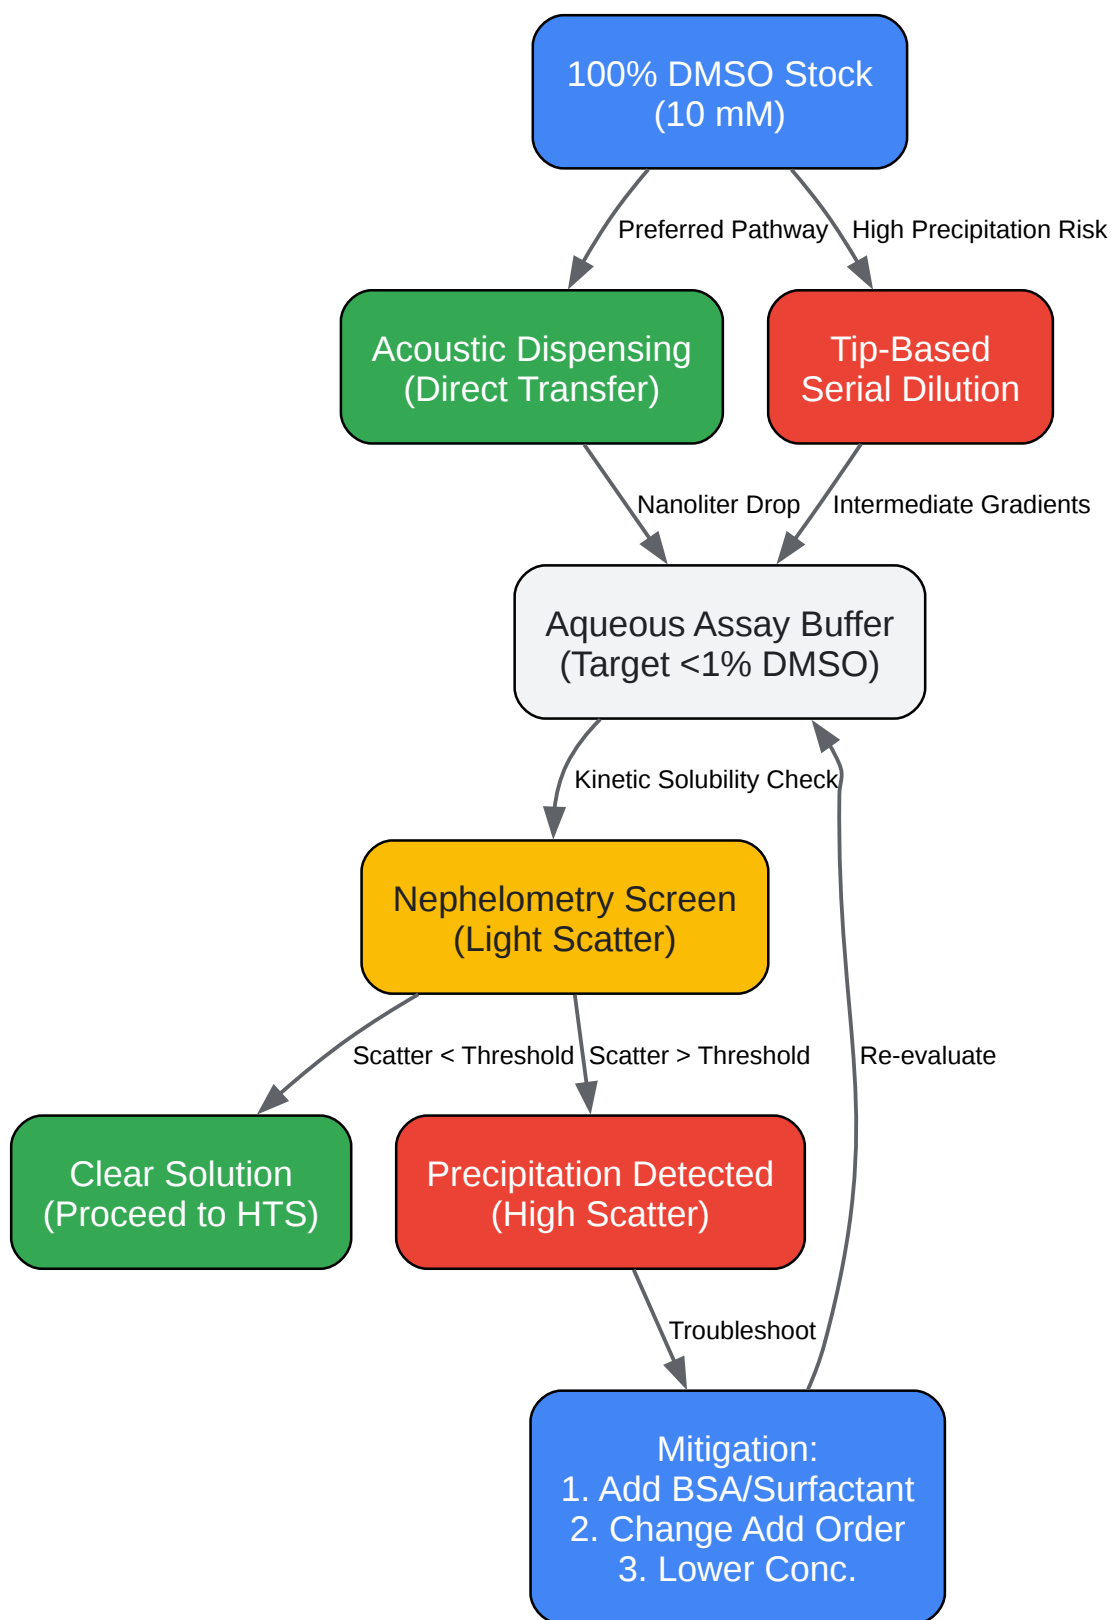 100% DMSO Stock
(10 mM)
Preferred Pathway
High Precipitation Risk
Acoustic Dispensing
(Direct Transfer)
Tip-Based
Serial Dilution
Nanoliter Drop
Intermediate Gradients
Aqueous Assay Buffer
(Target <1% DMSO)
Kinetic Solubility Check
Nephelometry Screen
(Light Scatter)
Scatter < Threshold
Scatter > Threshold
Re-evaluate
Clear Solution
(Proceed to HTS)
Precipitation Detected
(High Scatter)
Troubleshoot
Mitigation:
1. Add BSA/Surfactant
2. Change Add Order
3. Lower Conc.